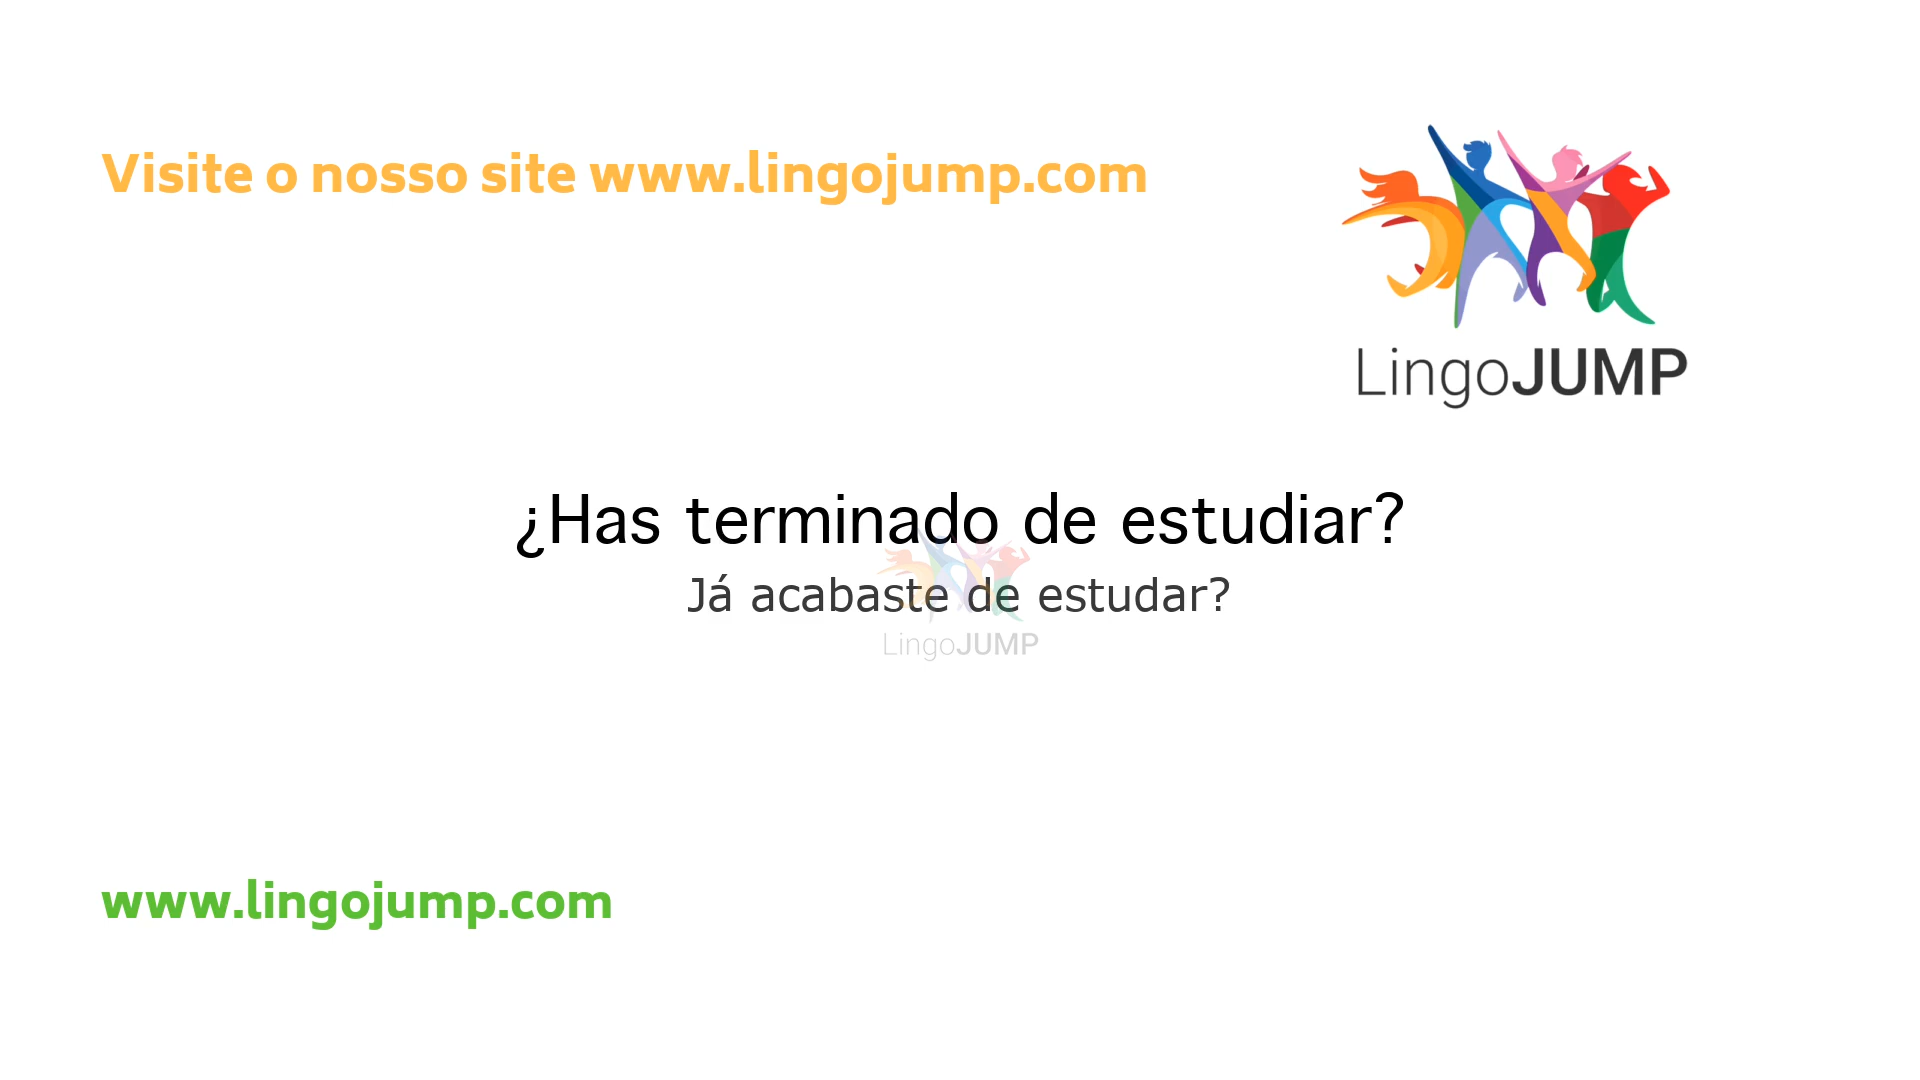 Visite o nosso site www.lingojump.com
LingoJUMP
¿Has terminado de estudiar?
Já acabaste de estudar?
LingoJUMP
www.lingojump.com